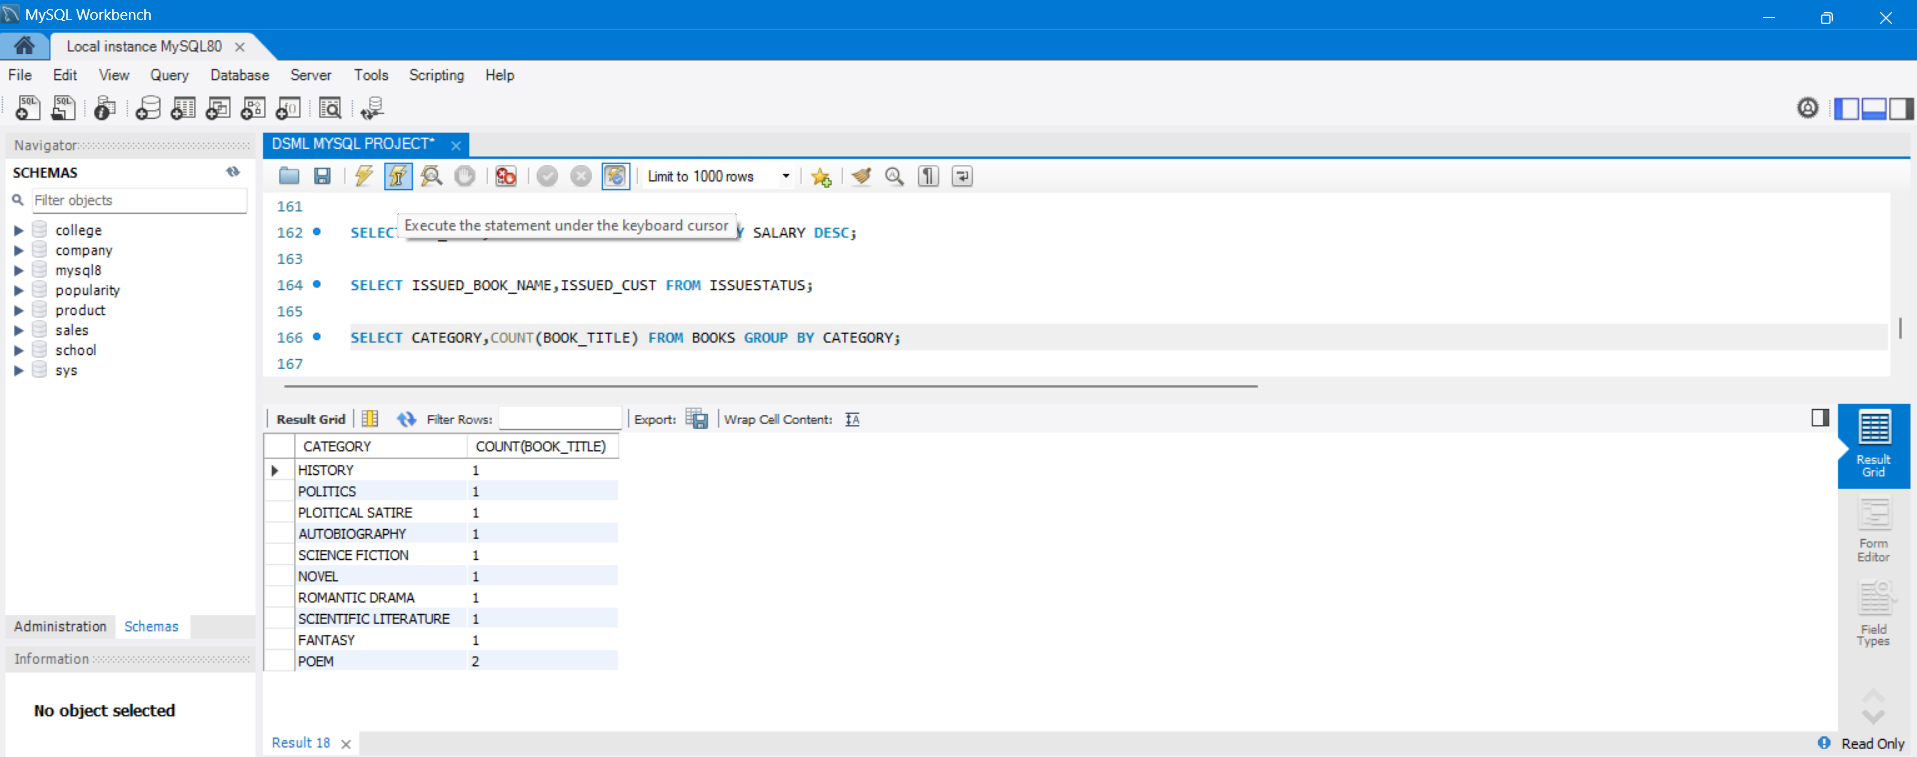 MySQL Workbench
Local instance MySQL80
File Edit View Query Database Server Tools Scripting Help
Navigator
SCHEMAS
Filter objects
college
company
mysql8
popularity
product
sales
school
sys
Administration Schemas
Information
No object selected
DSML MYSQL PROJECT*
Limit to 1000 rows
161
Execute the statement under the keyboard cursor
162 SELECT SALARY DESC;
163
164 SELECT ISSUED_BOOK_NAME,ISSUED_CUST FROM ISSUESTATUS;
165
166 SELECT CATEGORY,COUNT(BOOK_TITLE) FROM BOOKS GROUP BY CATEGORY;
167
Result Grid Filter Rows: Export: Wrap Cell Content:
CATEGORY COUNT(BOOK_TITLE)
HISTORY 1
POLITICS 1
PLOITICAL SATIRE 1
AUTOBIOGRAPHY 1
SCIENCE FICTION 1
NOVEL 1
ROMANTIC DRAMA 1
SCIENTIFIC LITERATURE 1
FANTASY 1
POEM 2
Result
Grid
Form
Editor
Field
Types
Result 18
Read Only